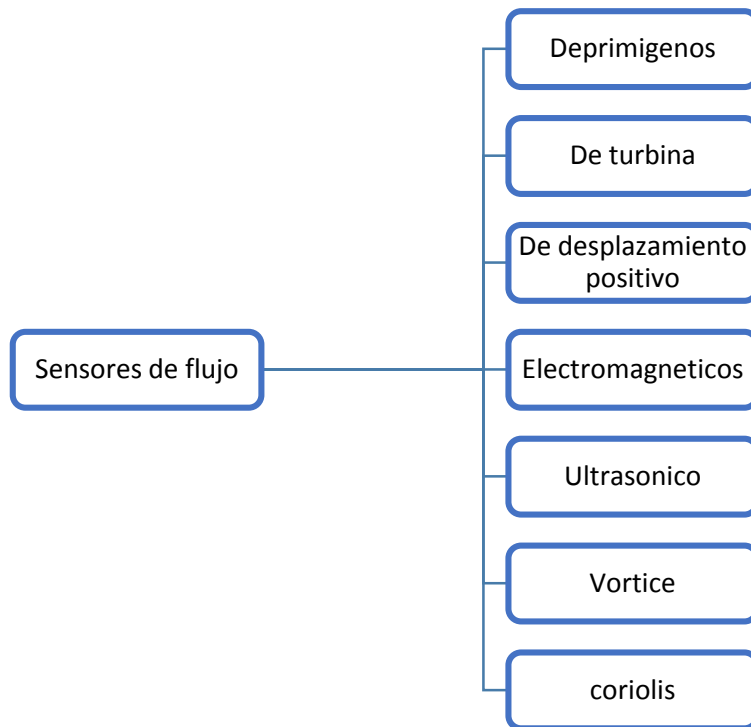 Sensores de flujo
Deprimigenos
De turbina
De desplazamiento
positivo
Electromagneticos
Ultrasonico
Vortice
coriolis